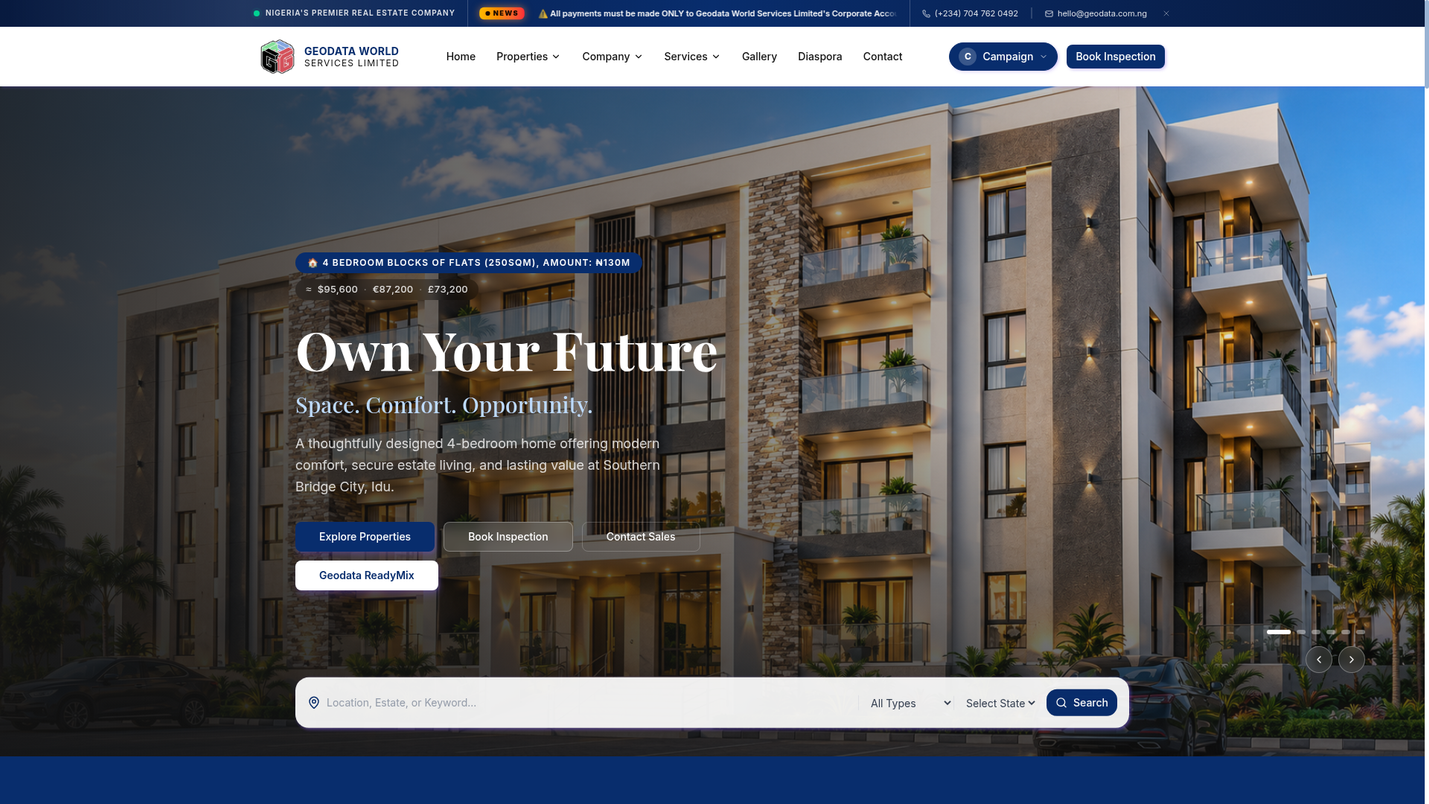 NIGERIA'S PREMIER REAL ESTATE COMPANY
NEWS
⚠️ All payments must be made ONLY to Geodata World Services Limited's Corporate Acco
(+234) 704 762 0492
hello@geodata.com.ng
GEODATA WORLD
SERVICES LIMITED
Home
Properties
Company
Services
Gallery
Diaspora
Contact
C Campaign
Book Inspection
🏠 4 BEDROOM BLOCKS OF FLATS (250SQM), AMOUNT: ₦130M
≈ $95,600 · €87,200 · £73,200
Own Your Future
Space. Comfort. Opportunity.
A thoughtfully designed 4-bedroom home offering modern
comfort, secure estate living, and lasting value at Southern
Bridge City, Idu.
Explore Properties
Book Inspection
Contact Sales
Geodata ReadyMix
Location, Estate, or Keyword...
All Types
Select State
Search